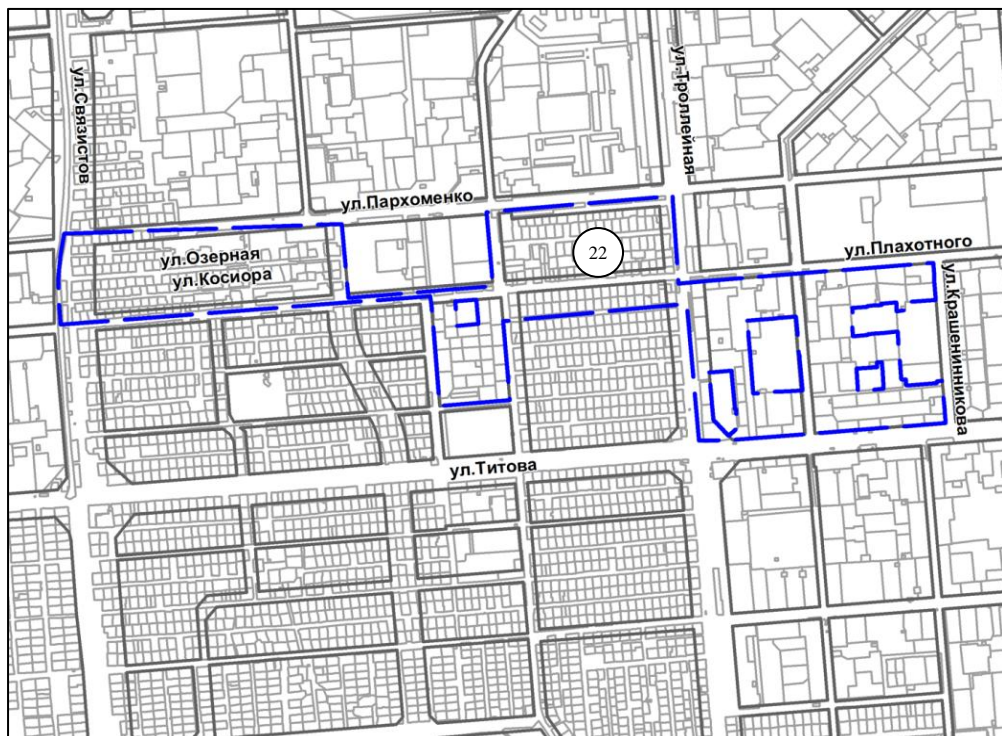 ул.Связистов
ул.Троллейная
ул.Пархоменко
ул.Озерная
ул.Косиора
22
ул.Плахотного
ул.Крашенинникова
ул.Титова